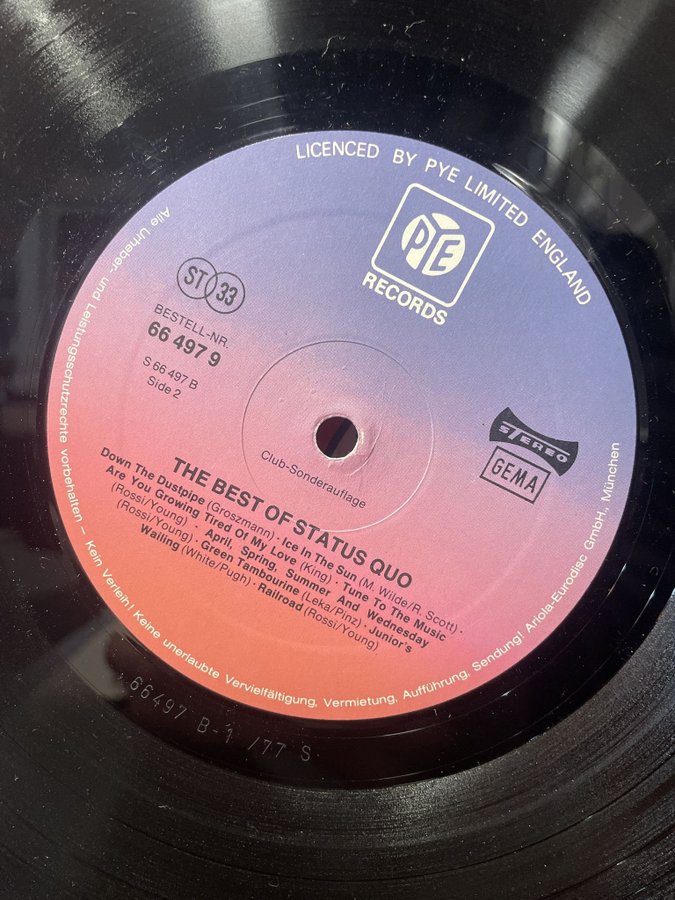 LICENCED BY PYE LIMITED ENGLAND
PYE
RECORDS
ST 33
BESTELL-NR.
66 497 9
S 66 497 B
Side 2
STEREO
GEMA
Club-Sonderauflage
THE BEST OF STATUS QUO
Down The Dustpipe (Groszmann) · Ice In The Sun (M. Wilde/R. Scott) ·
Are You Growing Tired Of My Love (King) · Tune To The Music
(Rossi/Young) · April, Spring, Summer And Wednesday
(Rossi/Young) · Green Tambourine (Leka/Pinz) · Junior's
Wailing (White/Pugh) · Railroad (Rossi/Young)
Alle Urheber- und Leistungsschutzrechte vorbehalten – Kein Verleih! Keine unerlaubte Vervielfältigung, Vermietung, Aufführung, Sendung! Ariola-Eurodisc GmbH., München
66497 B-1 /77 S